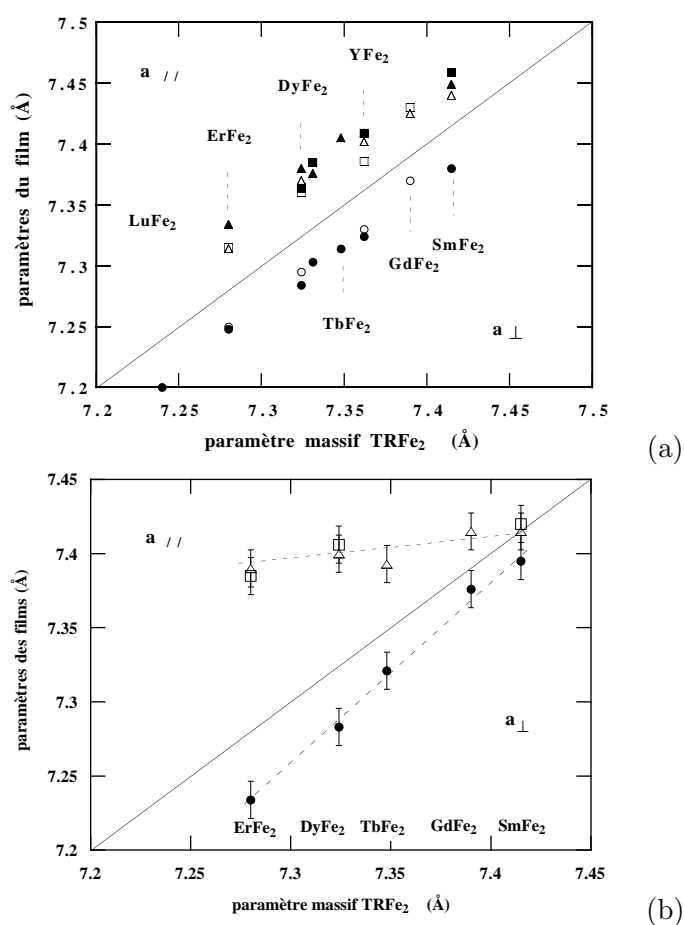 7.5
a //
YFe2
7.45
DyFe2
paramètres du film (Å)
7.4
ErFe2
7.35
LuFe2
SmFe2
GdFe2
7.3
TbFe2
7.25
a ⊥
7.2
7.2 7.25 7.3 7.35 7.4 7.45 7.5
paramètre massif TRFe2 (Å)
(a)
7.45
a //
7.4
paramètres des films (Å)
7.35
7.3
a⊥
7.25
ErFe2 DyFe2 TbFe2 GdFe2 SmFe2
7.2
7.2 7.25 7.3 7.35 7.4 7.45
paramètre massif TRFe2 (Å)
(b)